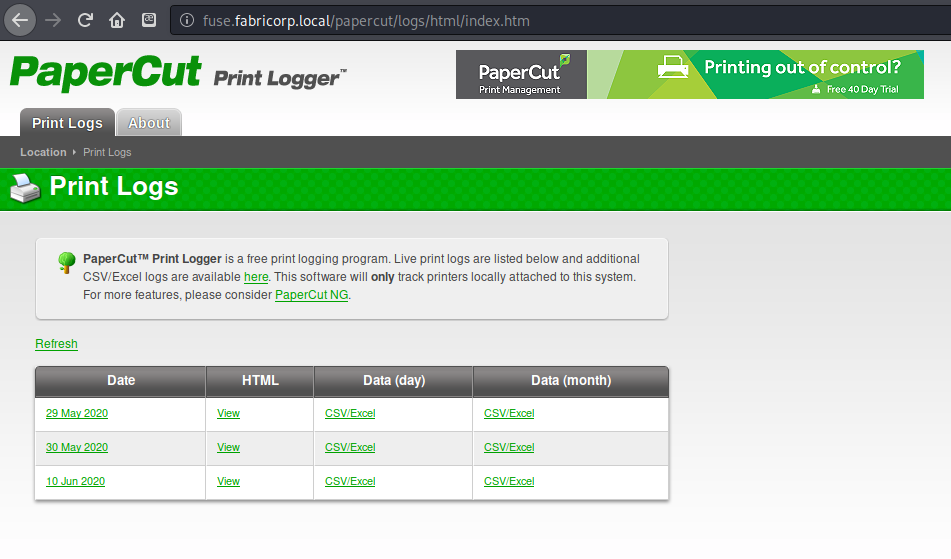 fuse.fabricorp.local/papercut/logs/html/index.htm
PaperCut Print Logger™
PaperCut
Print Management
Printing out of control?
Free 40 Day Trial
Print Logs About
Location Print Logs
Print Logs
PaperCut™ Print Logger is a free print logging program. Live print logs are listed below and additional
CSV/Excel logs are available here. This software will only track printers locally attached to this system.
For more features, please consider PaperCut NG.
Refresh
Date HTML Data (day) Data (month)
29 May 2020 View CSV/Excel CSV/Excel
30 May 2020 View CSV/Excel CSV/Excel
10 Jun 2020 View CSV/Excel CSV/Excel